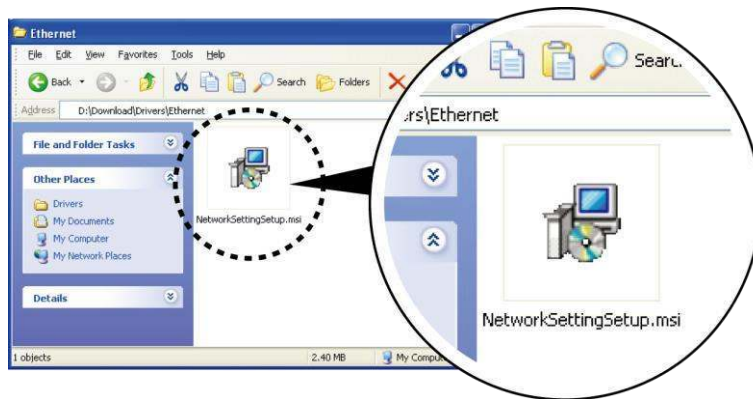 Ethernet
File Edit View Favorites Tools Help
Back Search Folders
Address D:\Download\Drivers\Ethernet
File and Folder Tasks
Other Places
Drivers
My Documents
My Computer
My Network Places
Details
NetworkSettingSetup.msi
1 objects 2.40 MB My Compu
Searc
rs\Ethernet
NetworkSettingSetup.msi